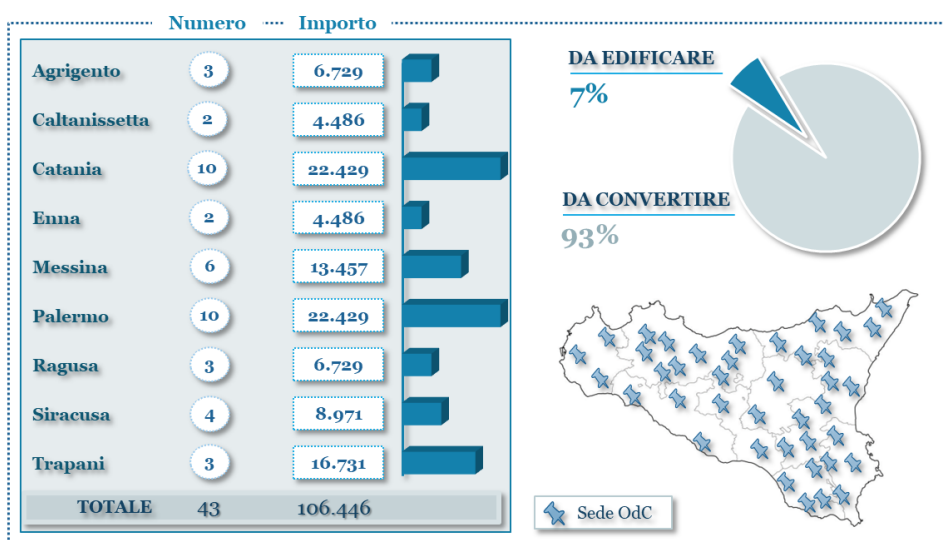 Numero Importo
Agrigento 3 6.729
Caltanissetta 2 4.486
Catania 10 22.429
Enna 2 4.486
Messina 6 13.457
Palermo 10 22.429
Ragusa 3 6.729
Siracusa 4 8.971
Trapani 3 16.731
TOTALE 43 106.446
DA EDIFICARE
7%
DA CONVERTIRE
93%
Sede OdC